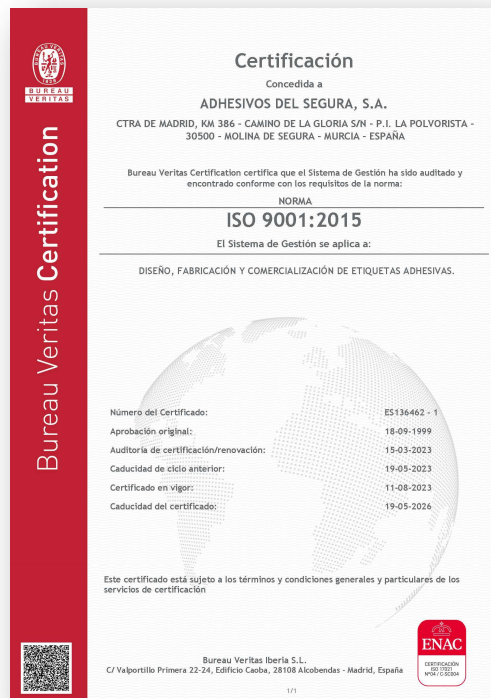 BUREAU
VERITAS
Bureau Veritas Certification
Certificación
Concedida a
ADHESIVOS DEL SEGURA, S.A.
CTRA DE MADRID, KM 386 - CAMINO DE LA GLORIA S/N - P.I. LA POLVORISTA -
30500 - MOLINA DE SEGURA - MURCIA - ESPAÑA
Bureau Veritas Certification certifica que el Sistema de Gestión ha sido auditado y
encontrado conforme con los requisitos de la norma:
NORMA
ISO 9001:2015
El Sistema de Gestión se aplica a:
DISEÑO, FABRICACIÓN Y COMERCIALIZACIÓN DE ETIQUETAS ADHESIVAS.
Número del Certificado: ES136462 - 1
Aprobación original: 18-09-1999
Auditoría de certificación/renovación: 15-03-2023
Caducidad de ciclo anterior: 19-05-2023
Certificado en vigor: 11-08-2023
Caducidad del certificado: 19-05-2026
Este certificado está sujeto a los términos y condiciones generales y particulares de los
servicios de certificación
Bureau Veritas Iberia S.L.
C/ Valportillo Primera 22-24, Edificio Caoba, 28108 Alcobendas - Madrid, España
1/1
ENAC
CERTIFICACIÓN
ISO 17021
Nº04 / C-SC004